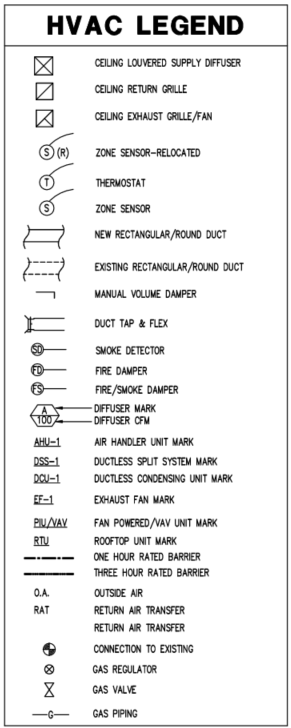 HVAC LEGEND
CEILING LOUVERED SUPPLY DIFFUSER
CEILING RETURN GRILLE
CEILING EXHAUST GRILLE/FAN
S (R) ZONE SENSOR-RELOCATED
T THERMOSTAT
S ZONE SENSOR
NEW RECTANGULAR/ROUND DUCT
EXISTING RECTANGULAR/ROUND DUCT
MANUAL VOLUME DAMPER
DUCT TAP & FLEX
SD SMOKE DETECTOR
FD FIRE DAMPER
FS FIRE/SMOKE DAMPER
A DIFFUSER MARK
100 DIFFUSER CFM
AHU-1 AIR HANDLER UNIT MARK
DSS-1 DUCTLESS SPLIT SYSTEM MARK
DCU-1 DUCTLESS CONDENSING UNIT MARK
EF-1 EXHAUST FAN MARK
PIU/VAV FAN POWERED/VAV UNIT MARK
RTU ROOFTOP UNIT MARK
ONE HOUR RATED BARRIER
THREE HOUR RATED BARRIER
O.A. OUTSIDE AIR
RAT RETURN AIR TRANSFER
RETURN AIR TRANSFER
CONNECTION TO EXISTING
GAS REGULATOR
GAS VALVE
G GAS PIPING